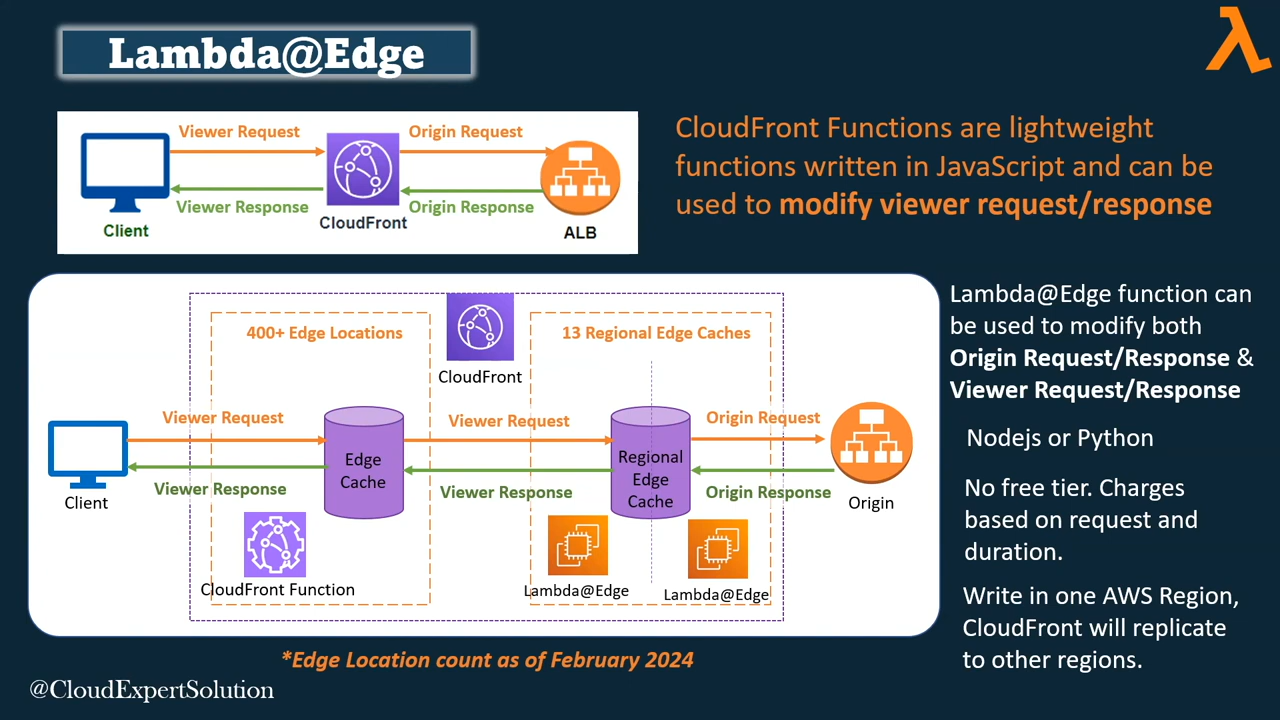 Lambda@Edge
Viewer Request
Origin Request
Viewer Response
Origin Response
Client
CloudFront
ALB
CloudFront Functions are lightweight
functions written in JavaScript and can be
used to modify viewer request/response
400+ Edge Locations
13 Regional Edge Caches
CloudFront
Viewer Request
Viewer Request
Origin Request
Edge
Cache
Regional
Edge
Cache
Viewer Response
Viewer Response
Origin Response
Client
Origin
CloudFront Function
Lambda@Edge
Lambda@Edge
Lambda@Edge function can
be used to modify both
Origin Request/Response &
Viewer Request/Response
Nodejs or Python
No free tier. Charges
based on request and
duration.
Write in one AWS Region,
CloudFront will replicate
to other regions.
*Edge Location count as of February 2024
@CloudExpertSolution